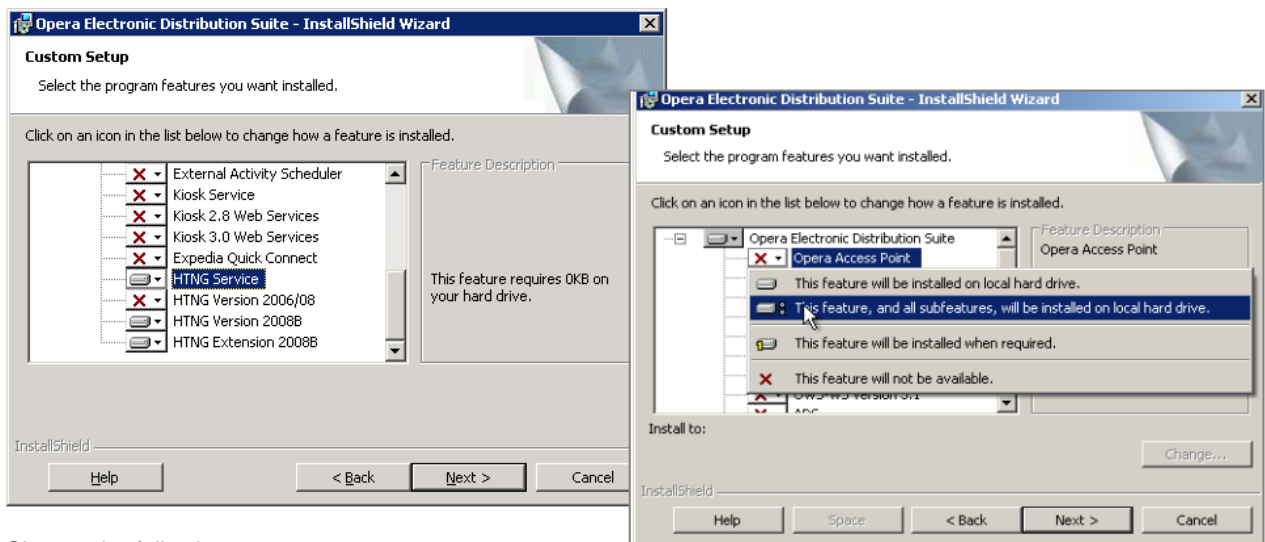 Opera Electronic Distribution Suite - InstallShield Wizard
Custom Setup
Select the program features you want installed.
Click on an icon in the list below to change how a feature is installed.
External Activity Scheduler
Kiosk Service
Kiosk 2.8 Web Services
Kiosk 3.0 Web Services
Expedia Quick Connect
HTNG Service
HTNG Version 2006/08
HTNG Version 2008B
HTNG Extension 2008B
Feature Description
This feature requires 0KB on
your hard drive.
InstallShield
Help
< Back
Next >
Cancel
Opera Electronic Distribution Suite - InstallShield Wizard
Custom Setup
Select the program features you want installed.
Click on an icon in the list below to change how a feature is installed.
Opera Electronic Distribution Suite
Opera Access Point
Feature Description
Opera Access Point
This feature will be installed on local hard drive.
This feature, and all subfeatures, will be installed on local hard drive.
This feature will be installed when required.
This feature will not be available.
Install to:
Change...
InstallShield
Help
Space
< Back
Next >
Cancel